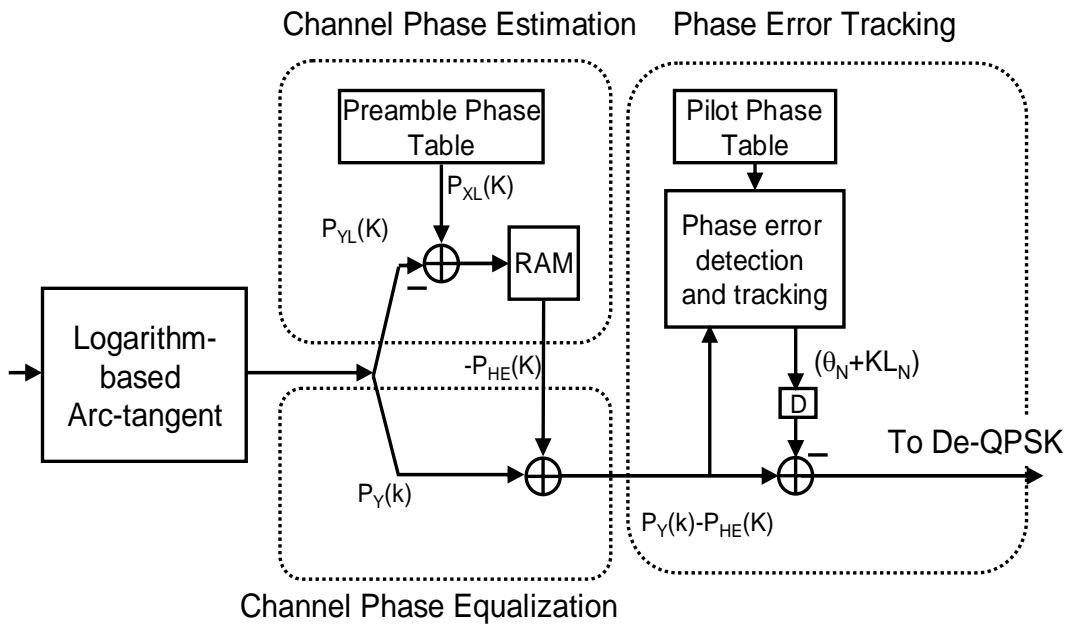 Channel Phase Estimation
Phase Error Tracking
Preamble Phase
Table
Pilot Phase
Table
P_XL(K)
P_YL(K)
RAM
Phase error
detection
and tracking
Logarithm-
based
Arc-tangent
-P_HE(K)
(θ_N+KL_N)
D
To De-QPSK
P_Y(k)
P_Y(k)-P_HE(K)
Channel Phase Equalization